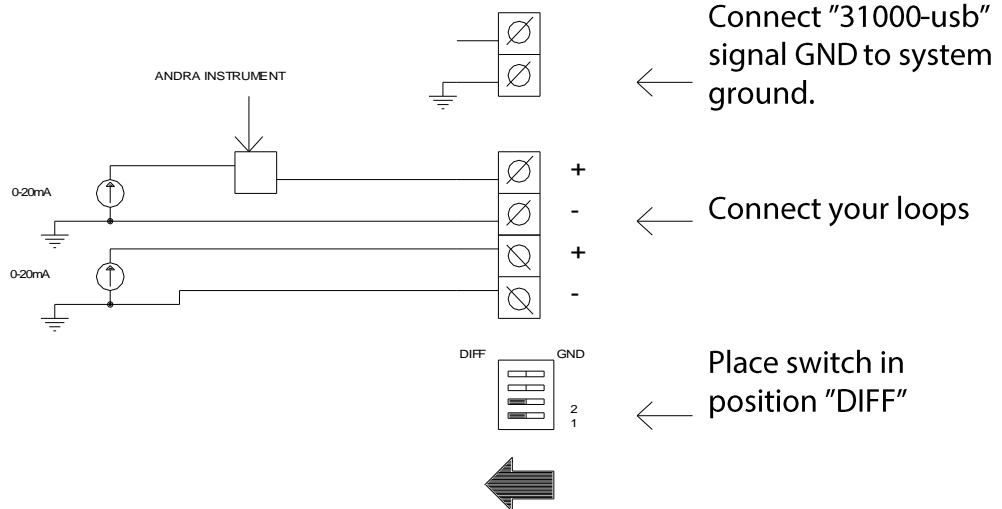 Connect ”31000-usb”
signal GND to system
ground.
ANDRA INSTRUMENT
+
0-20mA
-
Connect your loops
+
0-20mA
-
DIFF
GND
Place switch in
position ”DIFF”
2
1